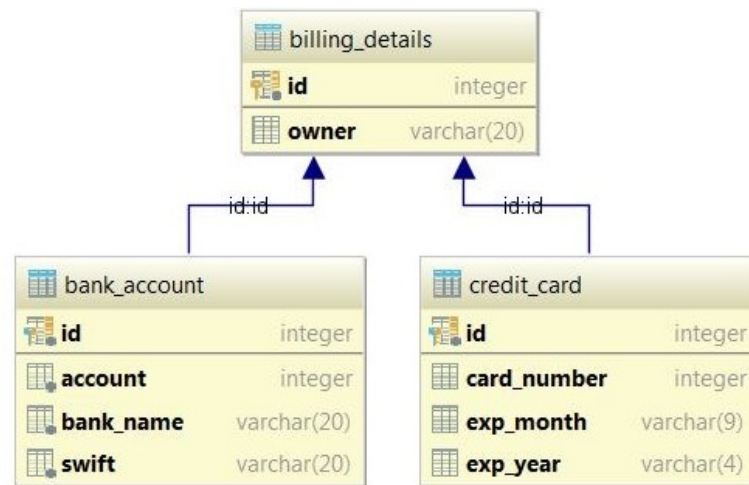 billing_details
id integer
owner varchar(20)
id:id id:id
bank_account
id integer
account integer
bank_name varchar(20)
swift varchar(20)
credit_card
id integer
card_number integer
exp_month varchar(9)
exp_year varchar(4)